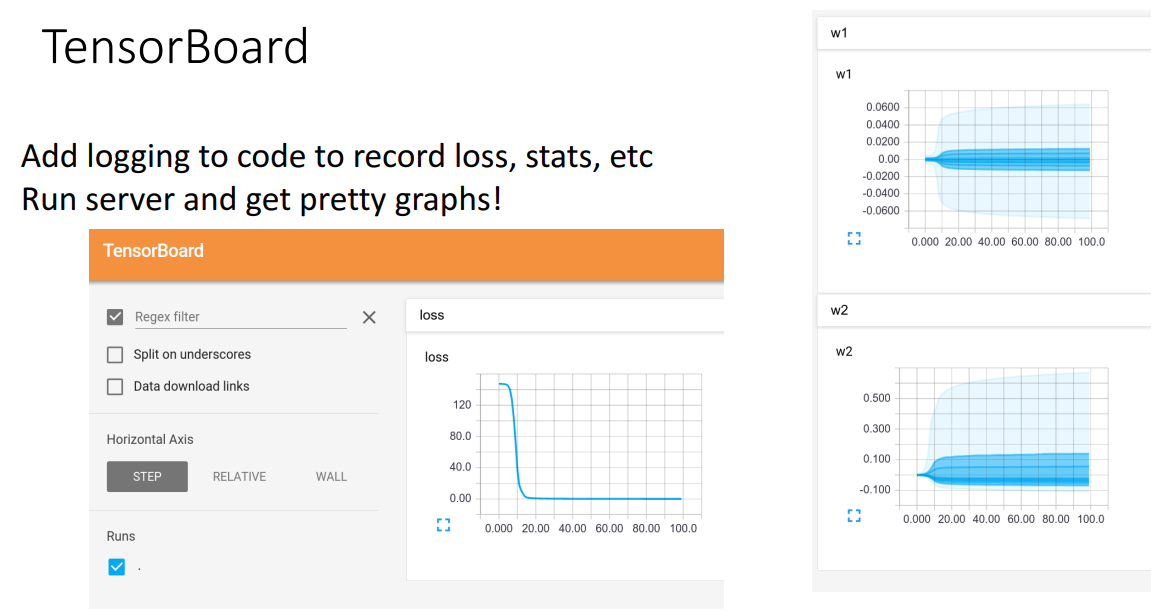 TensorBoard
Add logging to code to record loss, stats, etc
Run server and get pretty graphs!
TensorBoard
Regex filter
Split on underscores
Data download links
Horizontal Axis
STEP RELATIVE WALL
Runs
.
loss
loss
120
80.0
40.0
0.00
0.000 20.00 40.00 60.00 80.00 100.0
w1
w1
0.0600
0.0400
0.0200
0.00
-0.0200
-0.0400
-0.0600
0.000 20.00 40.00 60.00 80.00 100.0
w2
w2
0.500
0.300
0.100
-0.100
0.000 20.00 40.00 60.00 80.00 100.0